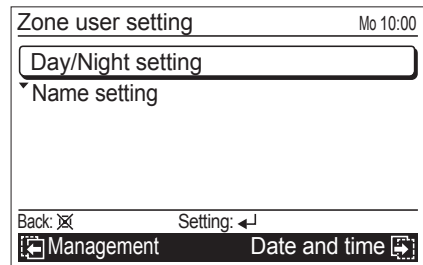 Zone user setting Mo 10:00
Day/Night setting
Name setting
Back: Setting:
Management Date and time